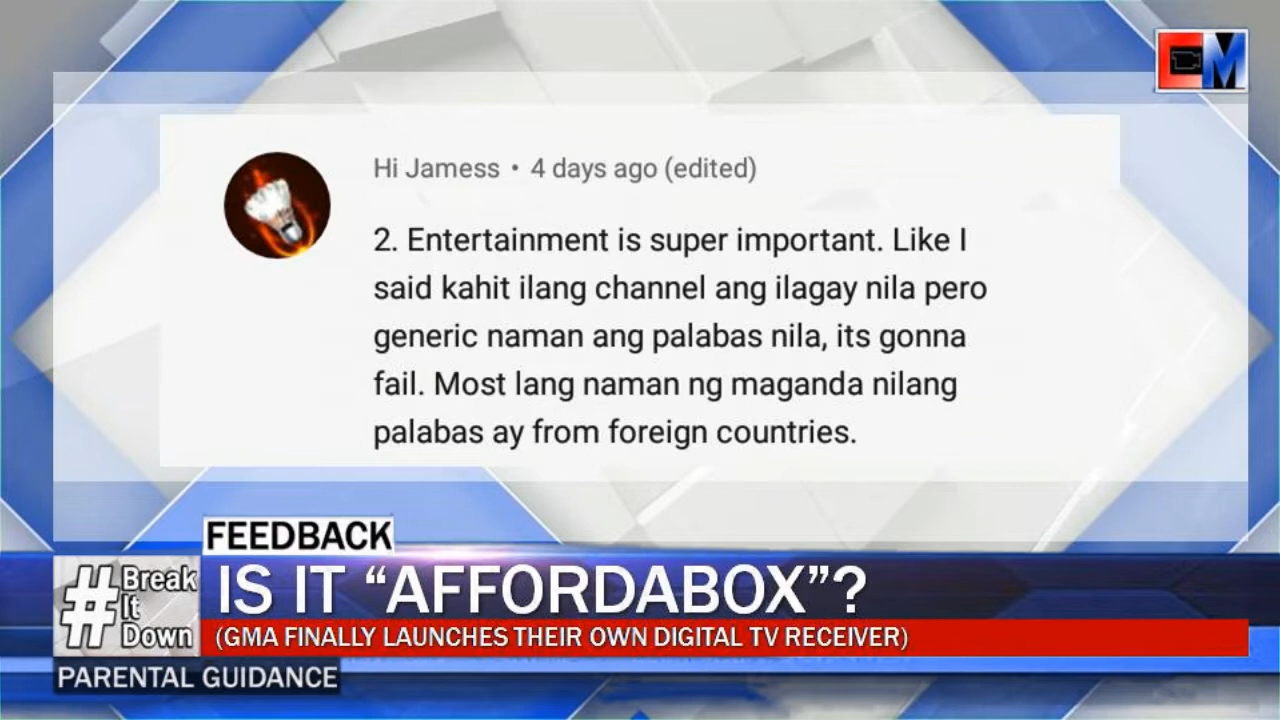 Hi Jamess • 4 days ago (edited)
2. Entertainment is super important. Like I
said kahit ilang channel ang ilagay nila pero
generic naman ang palabas nila, its gonna
fail. Most lang naman ng maganda nilang
palabas ay from foreign countries.
FEEDBACK
# Break
It
Down
IS IT “AFFORDABOX”?
(GMA FINALLY LAUNCHES THEIR OWN DIGITAL TV RECEIVER)
PARENTAL GUIDANCE